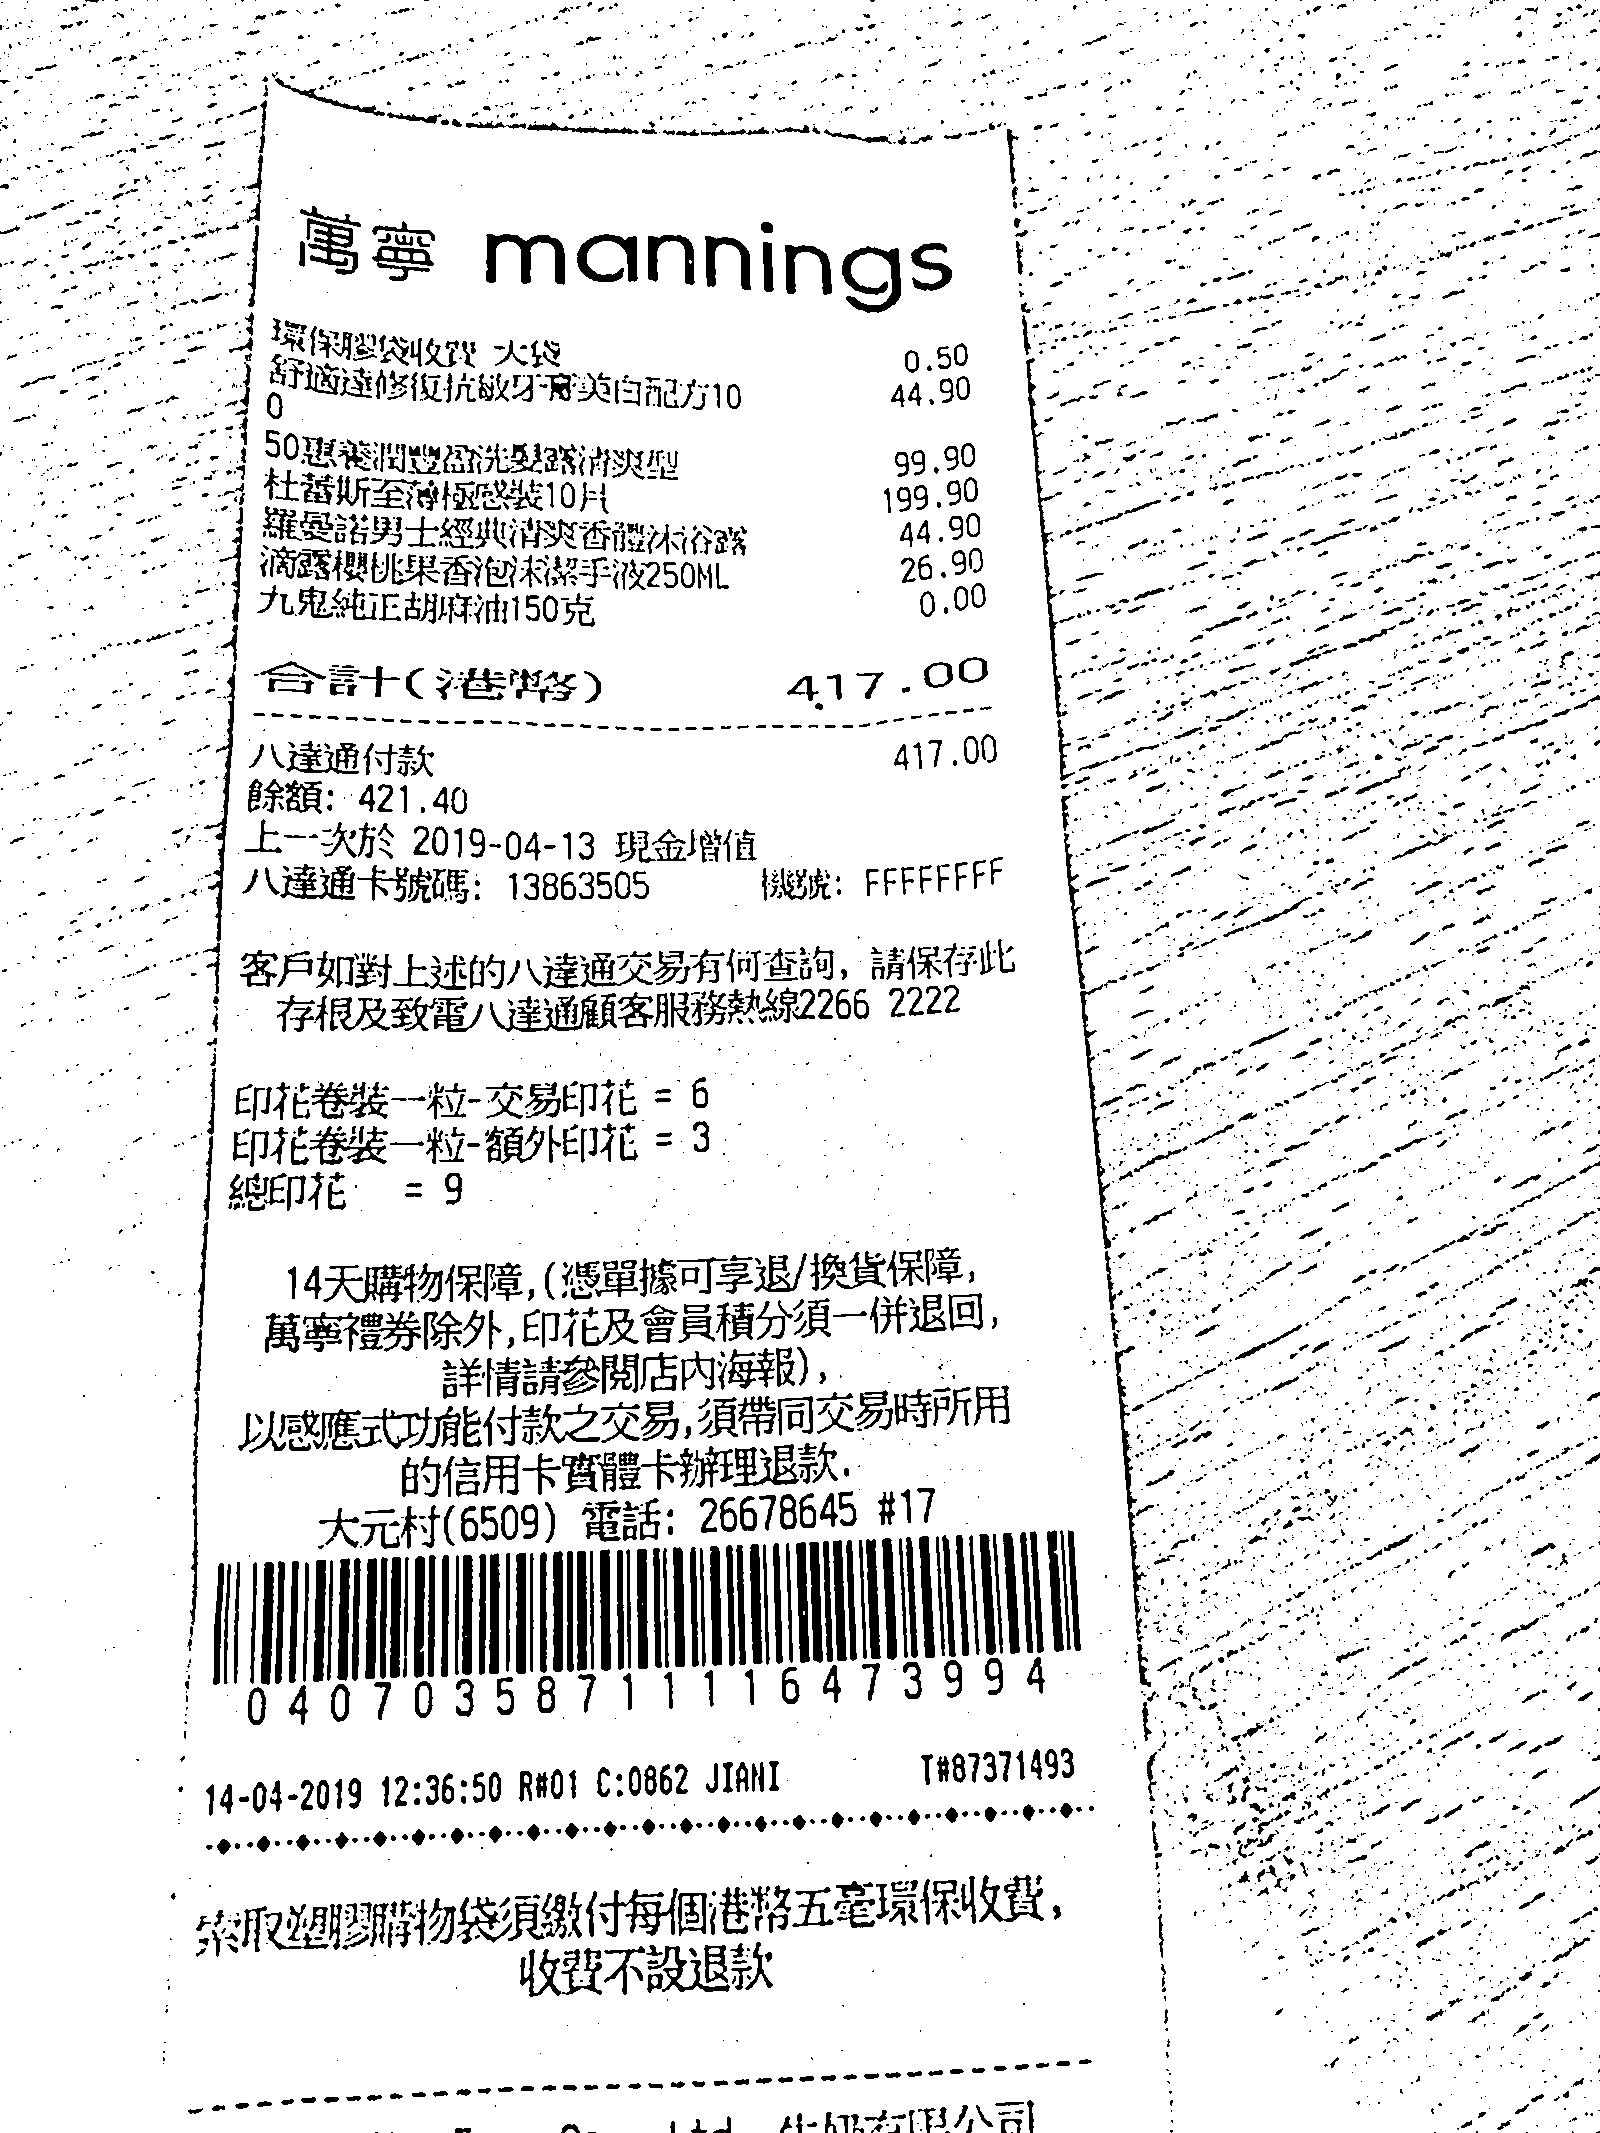 萬寧 mannings
環保膠袋收費 大袋 0.50
舒適達修復抗敏牙膏美白配方10 44.90
0
50惠養潤豐盈洗髮露清爽型 99.90
杜蕾斯至薄極感裝10片 199.90
羅曼諾男士經典清爽香體沐浴露 44.90
滴露櫻桃果香泡沫潔手液250ML 26.90
九鬼純正胡麻油150克 0.00
合計(港幣) 417.00
八達通付款 417.00
餘額: 421.40
上一次於 2019-04-13 現金增值
八達通卡號碼: 13863505 機號: FFFFFFFF
客戶如對上述的八達通交易有何查詢, 請保存此
存根及致電八達通顧客服務熱線2266 2222
印花卷裝一粒-交易印花 = 6
印花卷裝一粒-額外印花 = 3
總印花 = 9
14天購物保障,(憑單據可享退/換貨保障,
萬寧禮券除外,印花及會員積分須一併退回,
詳情請參閱店內海報),
以感應式功能付款之交易,須帶同交易時所用
的信用卡實體卡辦理退款.
大元村(6509) 電話: 26678645 #17
04070358711116473994
14-04-2019 12:36:50 R#01 C:0862 JIANI T#87371493
索取塑膠購物袋須繳付每個港幣五毫環保收費,
收費不設退款
Ltd 牛奶有限公司